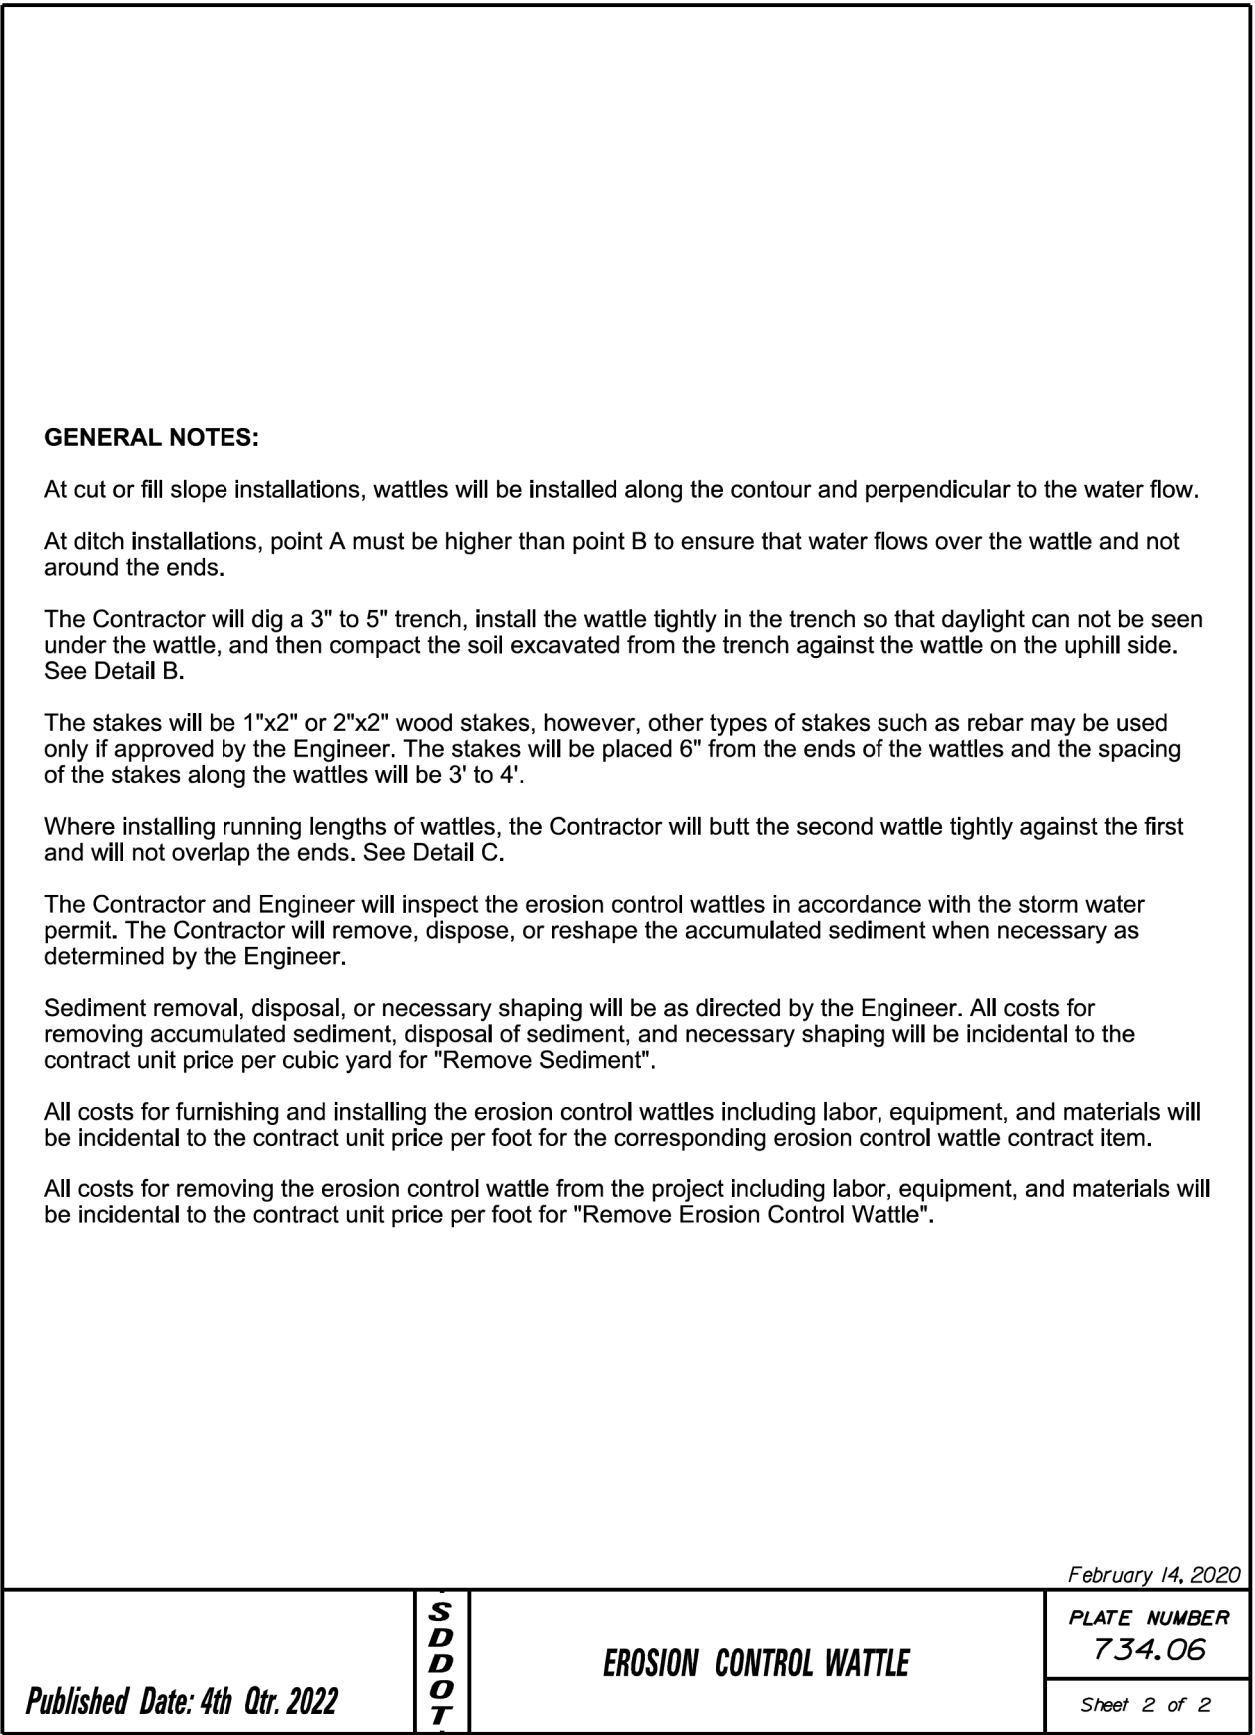 GENERAL NOTES:
At cut or fill slope installations, wattles will be installed along the contour and perpendicular to the water flow.
At ditch installations, point A must be higher than point B to ensure that water flows over the wattle and not
around the ends.
The Contractor will dig a 3" to 5" trench, install the wattle tightly in the trench so that daylight can not be seen
under the wattle, and then compact the soil excavated from the trench against the wattle on the uphill side.
See Detail B.
The stakes will be 1"x2" or 2"x2" wood stakes, however, other types of stakes such as rebar may be used
only if approved by the Engineer. The stakes will be placed 6" from the ends of the wattles and the spacing
of the stakes along the wattles will be 3' to 4'.
Where installing running lengths of wattles, the Contractor will butt the second wattle tightly against the first
and will not overlap the ends. See Detail C.
The Contractor and Engineer will inspect the erosion control wattles in accordance with the storm water
permit. The Contractor will remove, dispose, or reshape the accumulated sediment when necessary as
determined by the Engineer.
Sediment removal, disposal, or necessary shaping will be as directed by the Engineer. All costs for
removing accumulated sediment, disposal of sediment, and necessary shaping will be incidental to the
contract unit price per cubic yard for "Remove Sediment".
All costs for furnishing and installing the erosion control wattles including labor, equipment, and materials will
be incidental to the contract unit price per foot for the corresponding erosion control wattle contract item.
All costs for removing the erosion control wattle from the project including labor, equipment, and materials will
be incidental to the contract unit price per foot for "Remove Erosion Control Wattle".
February 14, 2020
Published Date: 4th Qtr. 2022
S
D
D
O
T
EROSION CONTROL WATTLE
PLATE NUMBER
734.06
Sheet 2 of 2